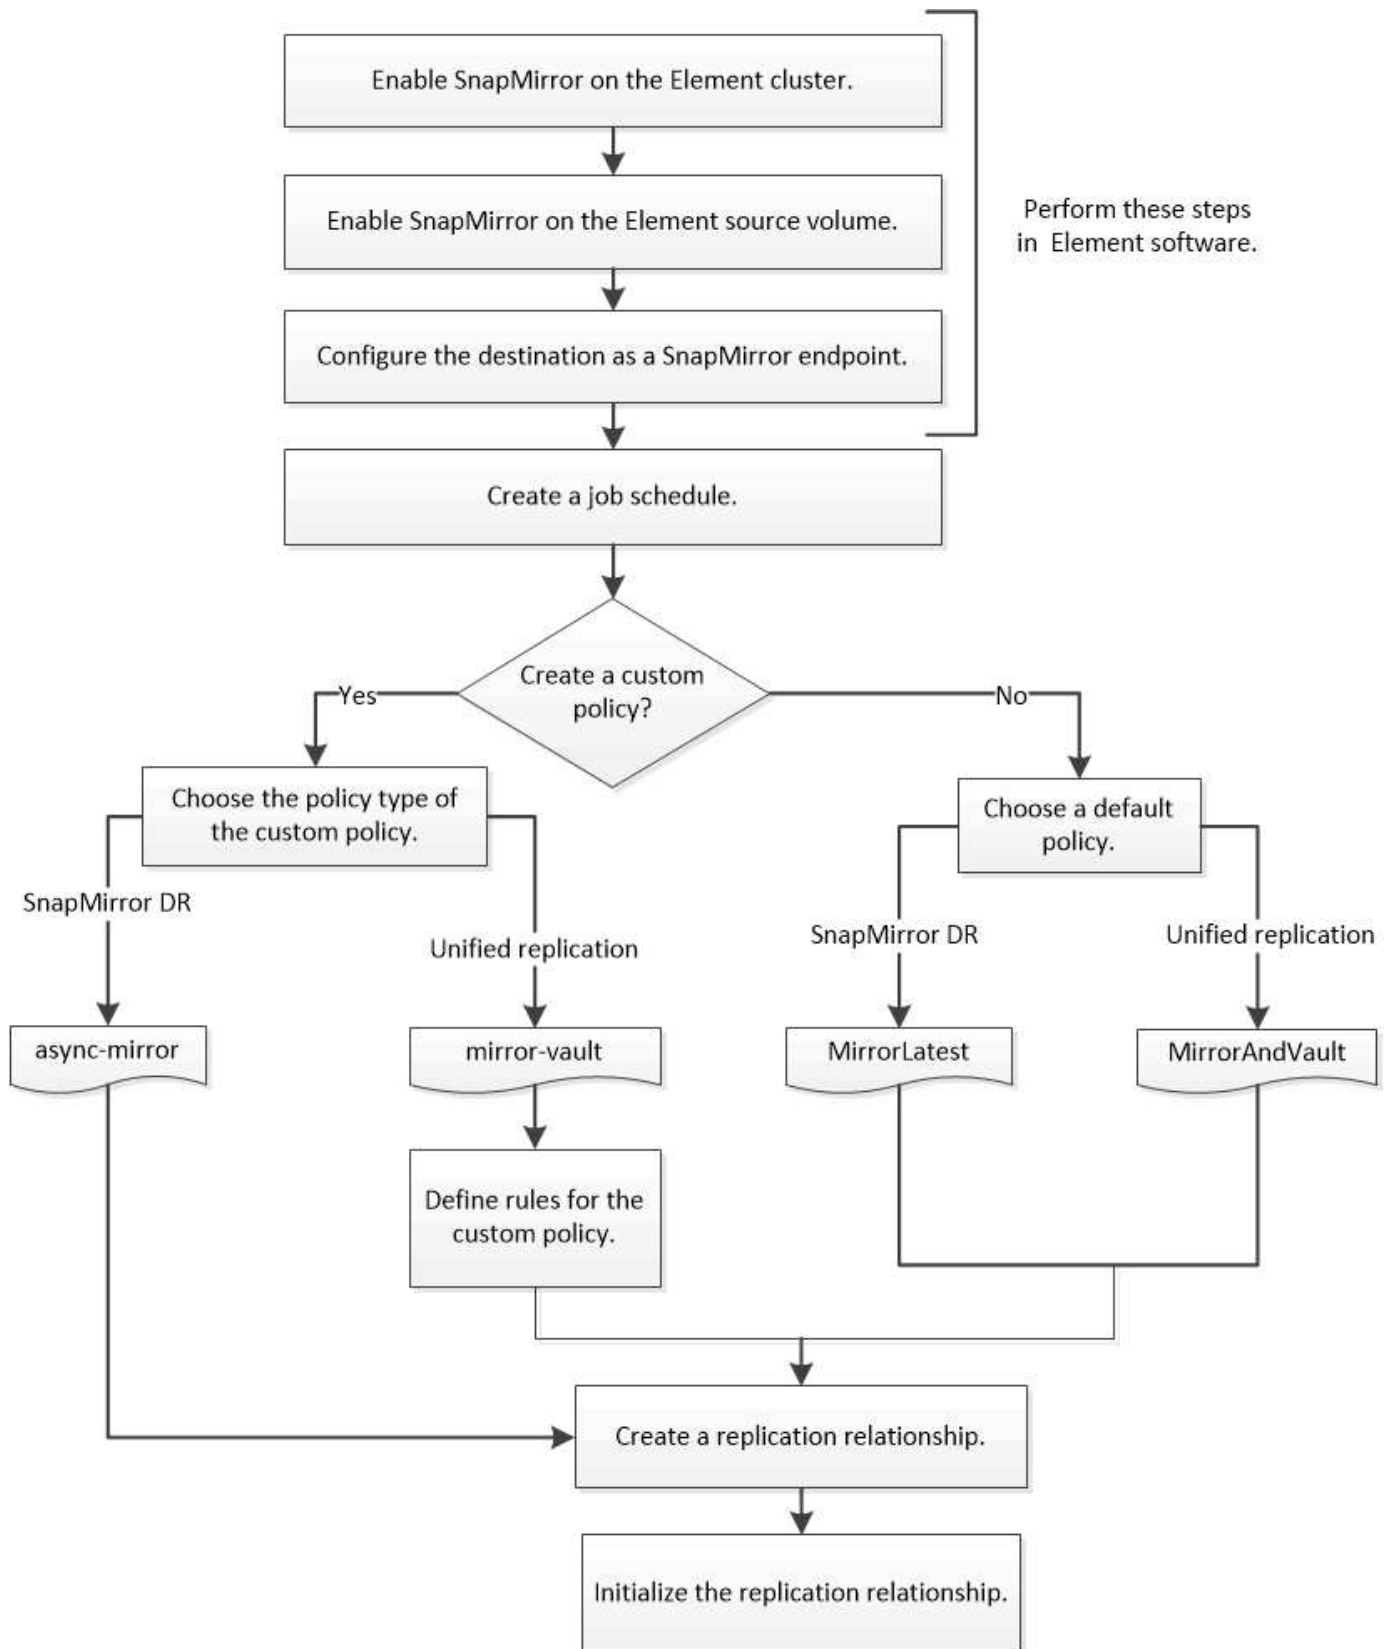 Enable SnapMirror on the Element cluster.
Enable SnapMirror on the Element source volume.
Perform these steps
in Element software.
Configure the destination as a SnapMirror endpoint.
Create a job schedule.
Create a custom
policy?
Yes
No
Choose the policy type of
the custom policy.
Choose a default
policy.
SnapMirror DR
Unified replication
SnapMirror DR
Unified replication
async-mirror
mirror-vault
MirrorLatest
MirrorAndVault
Define rules for the
custom policy.
Create a replication relationship.
Initialize the replication relationship.